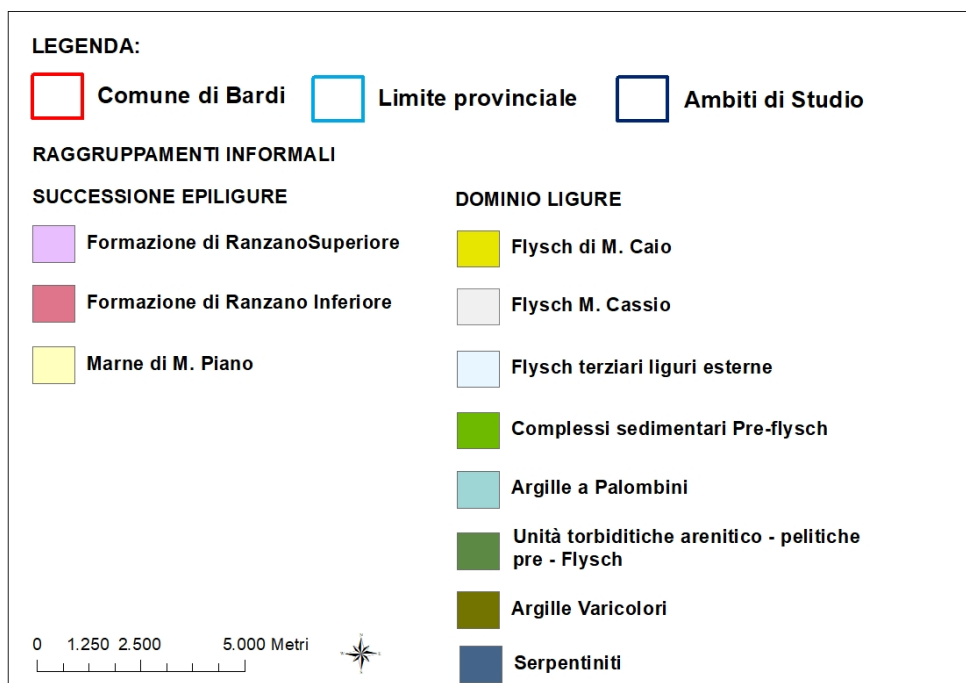 LEGENDA:
Comune di Bardi
Limite provinciale
Ambiti di Studio
RAGGRUPPAMENTI INFORMALI
SUCCESSIONE EPILIGURE
Formazione di RanzanoSuperiore
Formazione di Ranzano Inferiore
Marne di M. Piano
DOMINIO LIGURE
Flysch di M. Caio
Flysch M. Cassio
Flysch terziari liguri esterne
Complessi sedimentari Pre-flysch
Argille a Palombini
Unità torbiditiche arenitico - pelitiche
pre - Flysch
Argille Varicolori
Serpentiniti
0 1.250 2.500 5.000 Metri